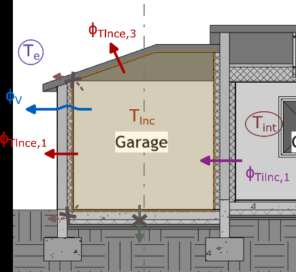 ϕTInce,3
Te
ϕV
TInc
Tint
ϕTInce,1
Garage
ϕTiInc,1